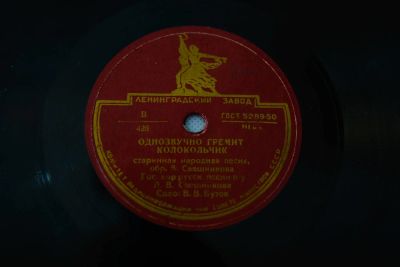 ЛЕНИНГРАДСКИЙ ЗАВОД
В
ГОСТ 5289-50
ОДНОЗВУЧНО ГРЕМИТ
КОЛОКОЛЬЧИК
старинная народная песня,
обр. А. Свешникова
Гос. хор русск. песни п/у
А. В. Свешникова
Соло: В. В. Бутов